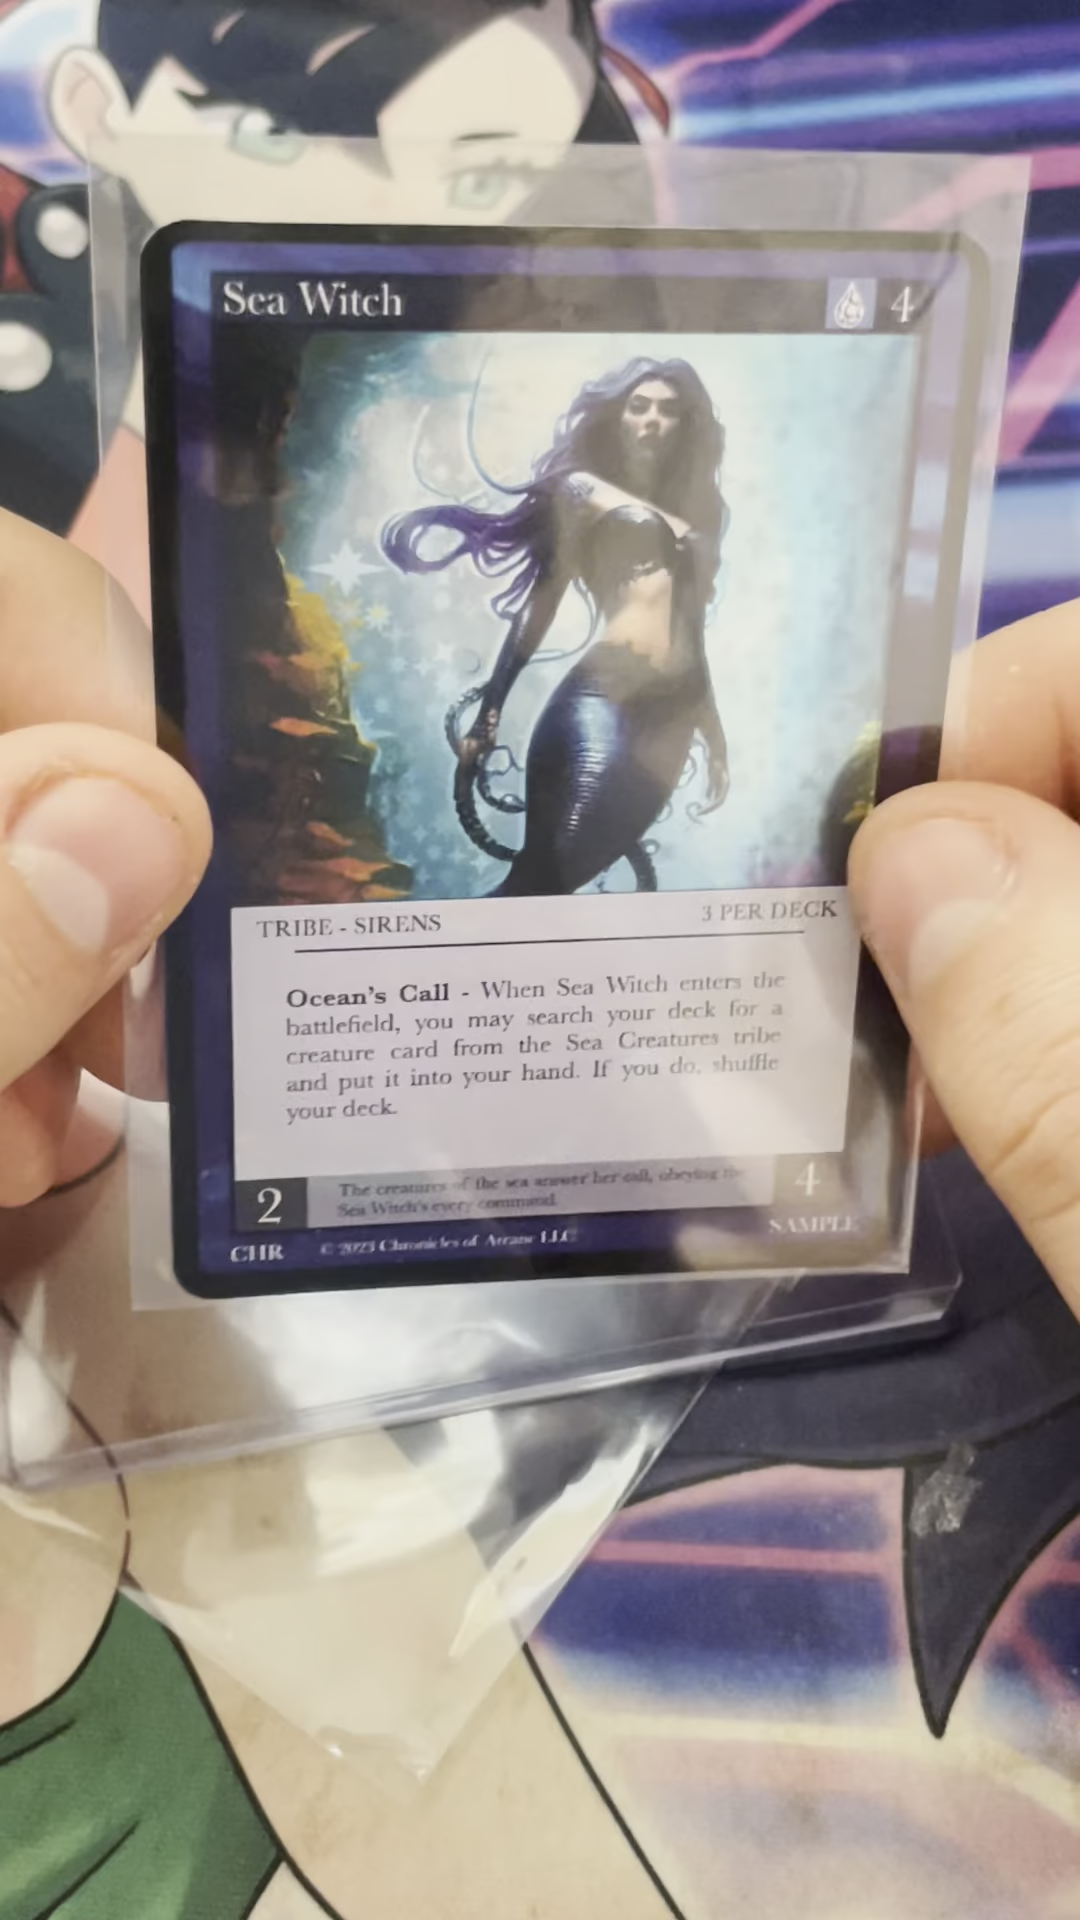 Sea Witch
4
TRIBE - SIRENS
3 PER DECK
Ocean's Call - When Sea Witch enters the
battlefield, you may search your deck for a
creature card from the Sea Creatures tribe
and put it into your hand. If you do, shuffle
your deck.
2
The creatures of the sea answer her call, obeying the
Sea Witch's every command.
4
CHR
© 2023 Chronicles of Arcane LLC
SAMPLE